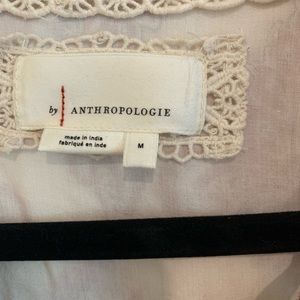 by ANTHROPOLOGIE
made in india
fabriqué en inde
M